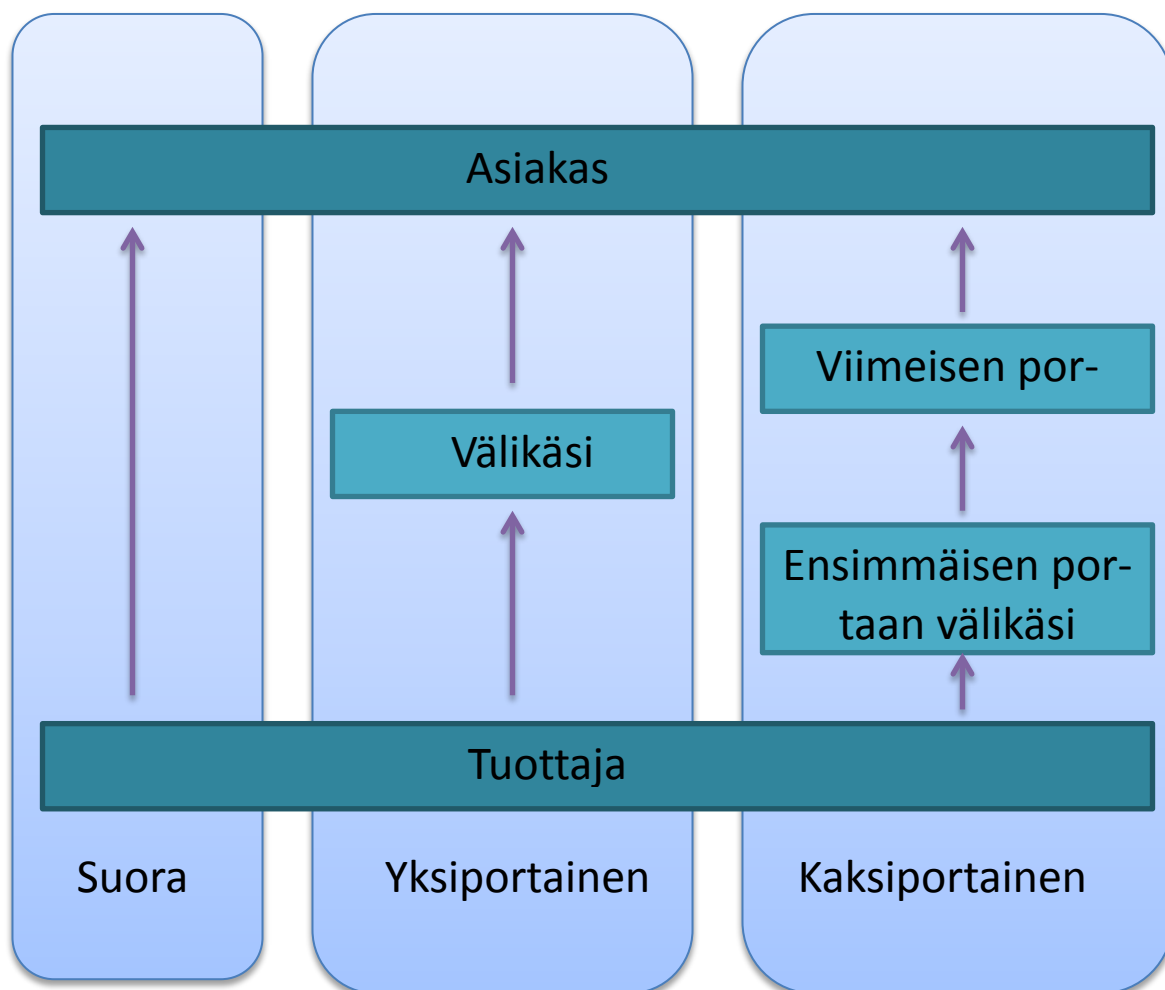 Asiakas
Viimeisen por-
Välikäsi
Ensimmäisen por-
taan välikäsi
Tuottaja
Suora
Yksiportainen
Kaksiportainen